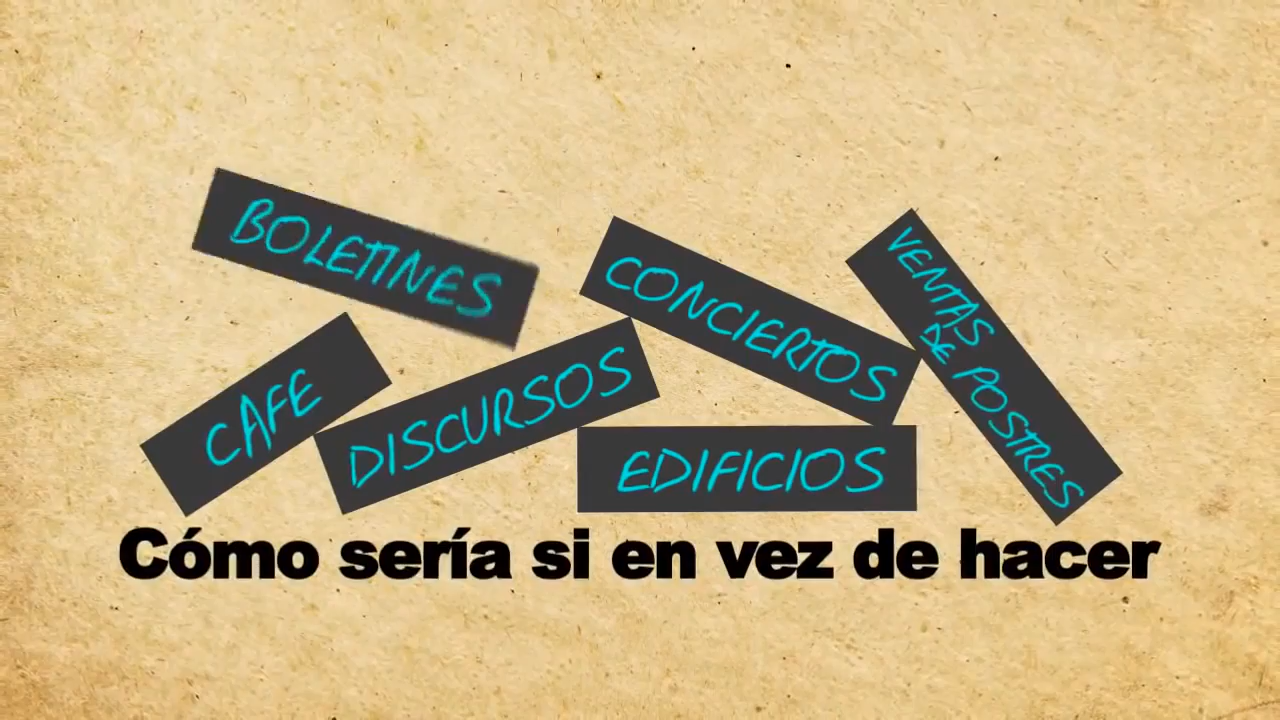 BOLETINES
CONCIERTOS
VENTAS
DE POSTRES
CAFE
DISCURSOS
EDIFICIOS
Cómo sería si en vez de hacer